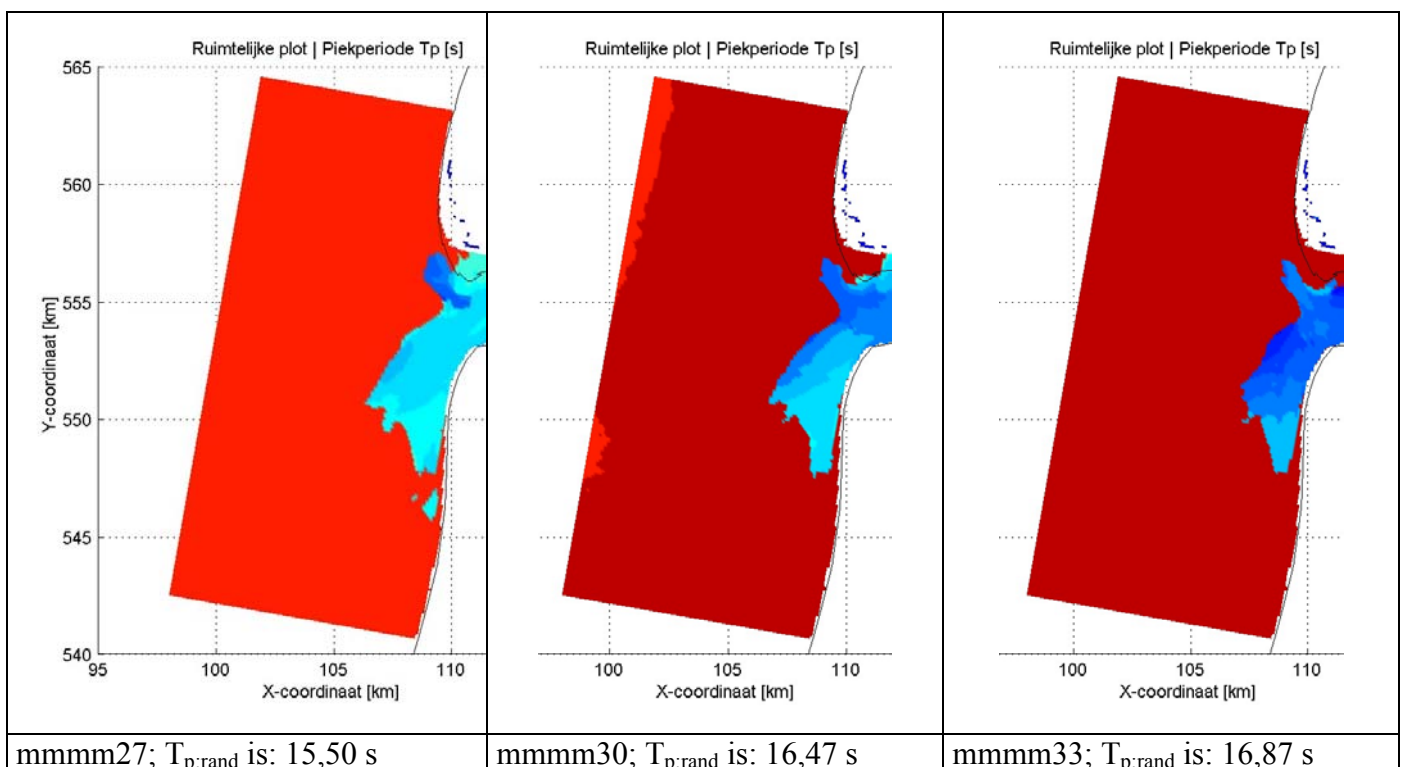 Ruimtelijke plot | Piekperiode Tp [s]
565
560
555
550
545
540
Y-coordinaat [km]
95 100 105 110
X-coordinaat [km]
mmmm27; Tp:rand is: 15,50 s
Ruimtelijke plot | Piekperiode Tp [s]
100 105 110
X-coordinaat [km]
mmmm30; Tp:rand is: 16,47 s
Ruimtelijke plot | Piekperiode Tp [s]
100 105 110
X-coordinaat [km]
mmmm33; Tp:rand is: 16,87 s